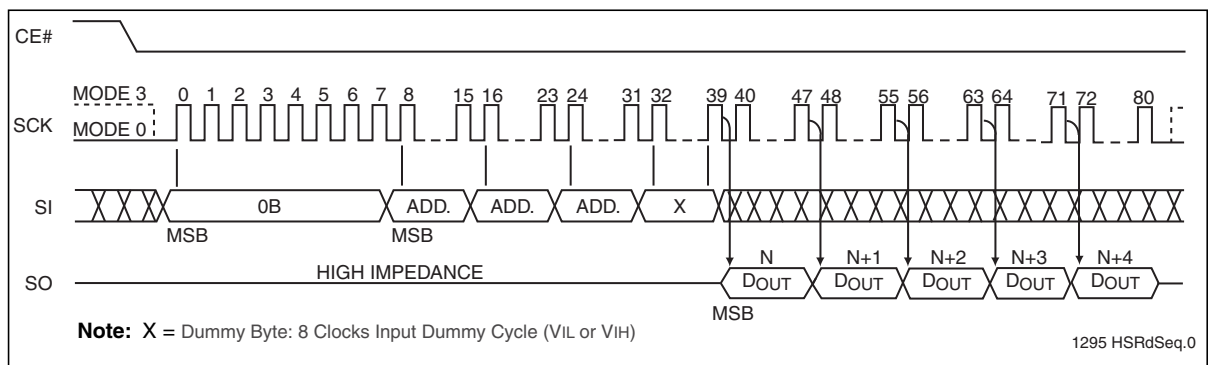 CE#
MODE 3 0 1 2 3 4 5 6 7 8 15 16 23 24 31 32 39 40 47 48 55 56 63 64 71 72 80
SCK MODE 0
SI 0B ADD. ADD. ADD. X
MSB MSB
N N+1 N+2 N+3 N+4
SO HIGH IMPEDANCE DOUT DOUT DOUT DOUT DOUT
MSB
Note: X = Dummy Byte: 8 Clocks Input Dummy Cycle (VIL or VIH)
1295 HSRdSeq.0